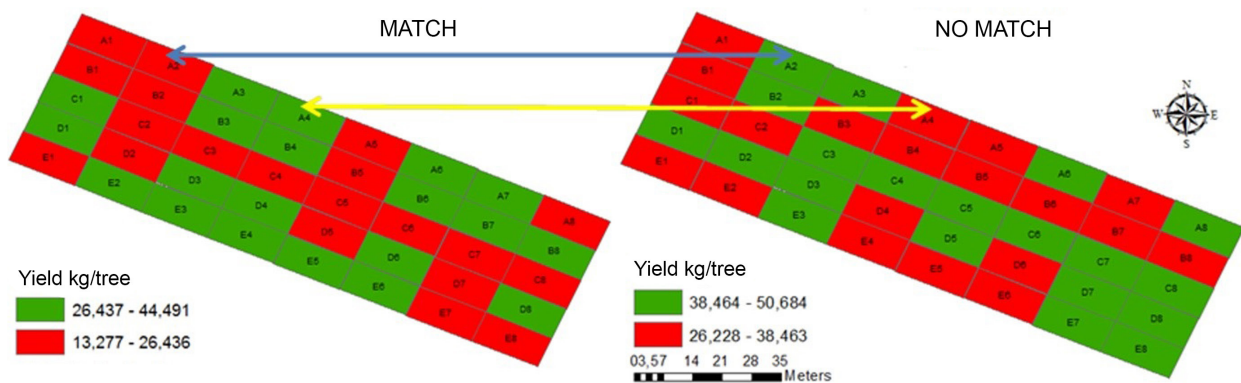 MATCH
NO MATCH
A1 A2 A3 A4 A5 A6 A7 A8
B1 B2 B3 B4 B5 B6 B7 B8
C1 C2 C3 C4 C5 C6 C7 C8
D1 D2 D3 D4 D5 D6 D7 D8
E1 E2 E3 E4 E5 E6 E7 E8
Yield kg/tree
26,437 - 44,491
13,277 - 26,436
A1 A2 A3 A4 A5 A6 A7 A8
B1 B2 B3 B4 B5 B6 B7 B8
C1 C2 C3 C4 C5 C6 C7 C8
D1 D2 D3 D4 D5 D6 D7 D8
E1 E2 E3 E4 E5 E6 E7 E8
N
W E
S
Yield kg/tree
38,464 - 50,684
26,228 - 38,463
03,57 14 21 28 35
Meters